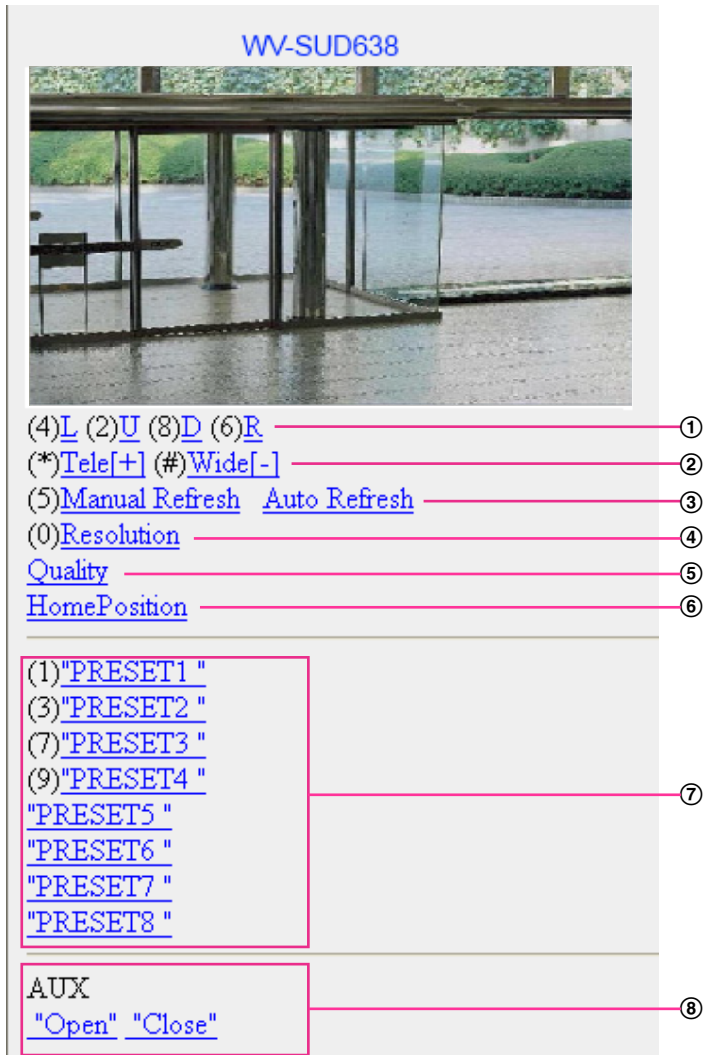 WV-SUD638
(4)L (2)U (8)D (6)R ①
(*)Tele[+] (#)Wide[-] ②
(5)Manual Refresh Auto Refresh ③
(0)Resolution ④
Quality ⑤
HomePosition ⑥
(1)"PRESET1 "
(3)"PRESET2 "
(7)"PRESET3 "
(9)"PRESET4 "
"PRESET5 " ⑦
"PRESET6 "
"PRESET7 "
"PRESET8 "
AUX
"Open" "Close" ⑧